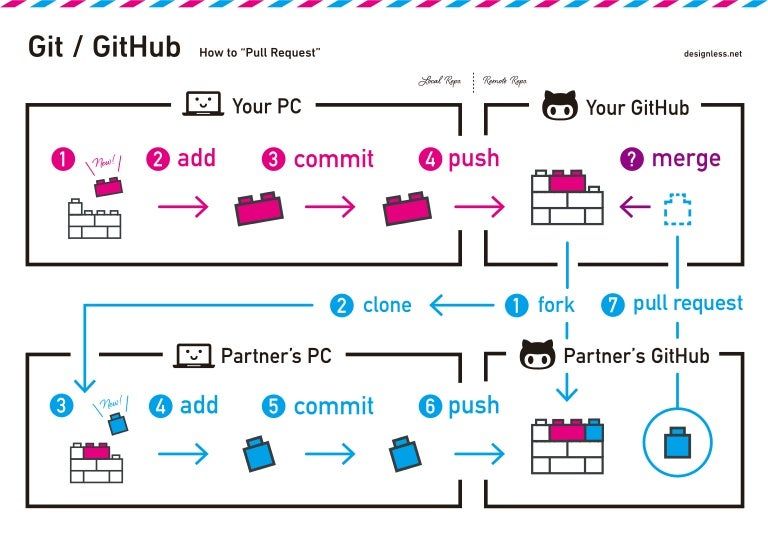 Git / GitHub How to "Pull Request"
designless.net
Local Repo. Remote Repo.
Your PC
Your GitHub
1 New! 2 add 3 commit 4 push ? merge
2 clone 1 fork 7 pull request
Partner's PC
Partner's GitHub
3 New! 4 add 5 commit 6 push